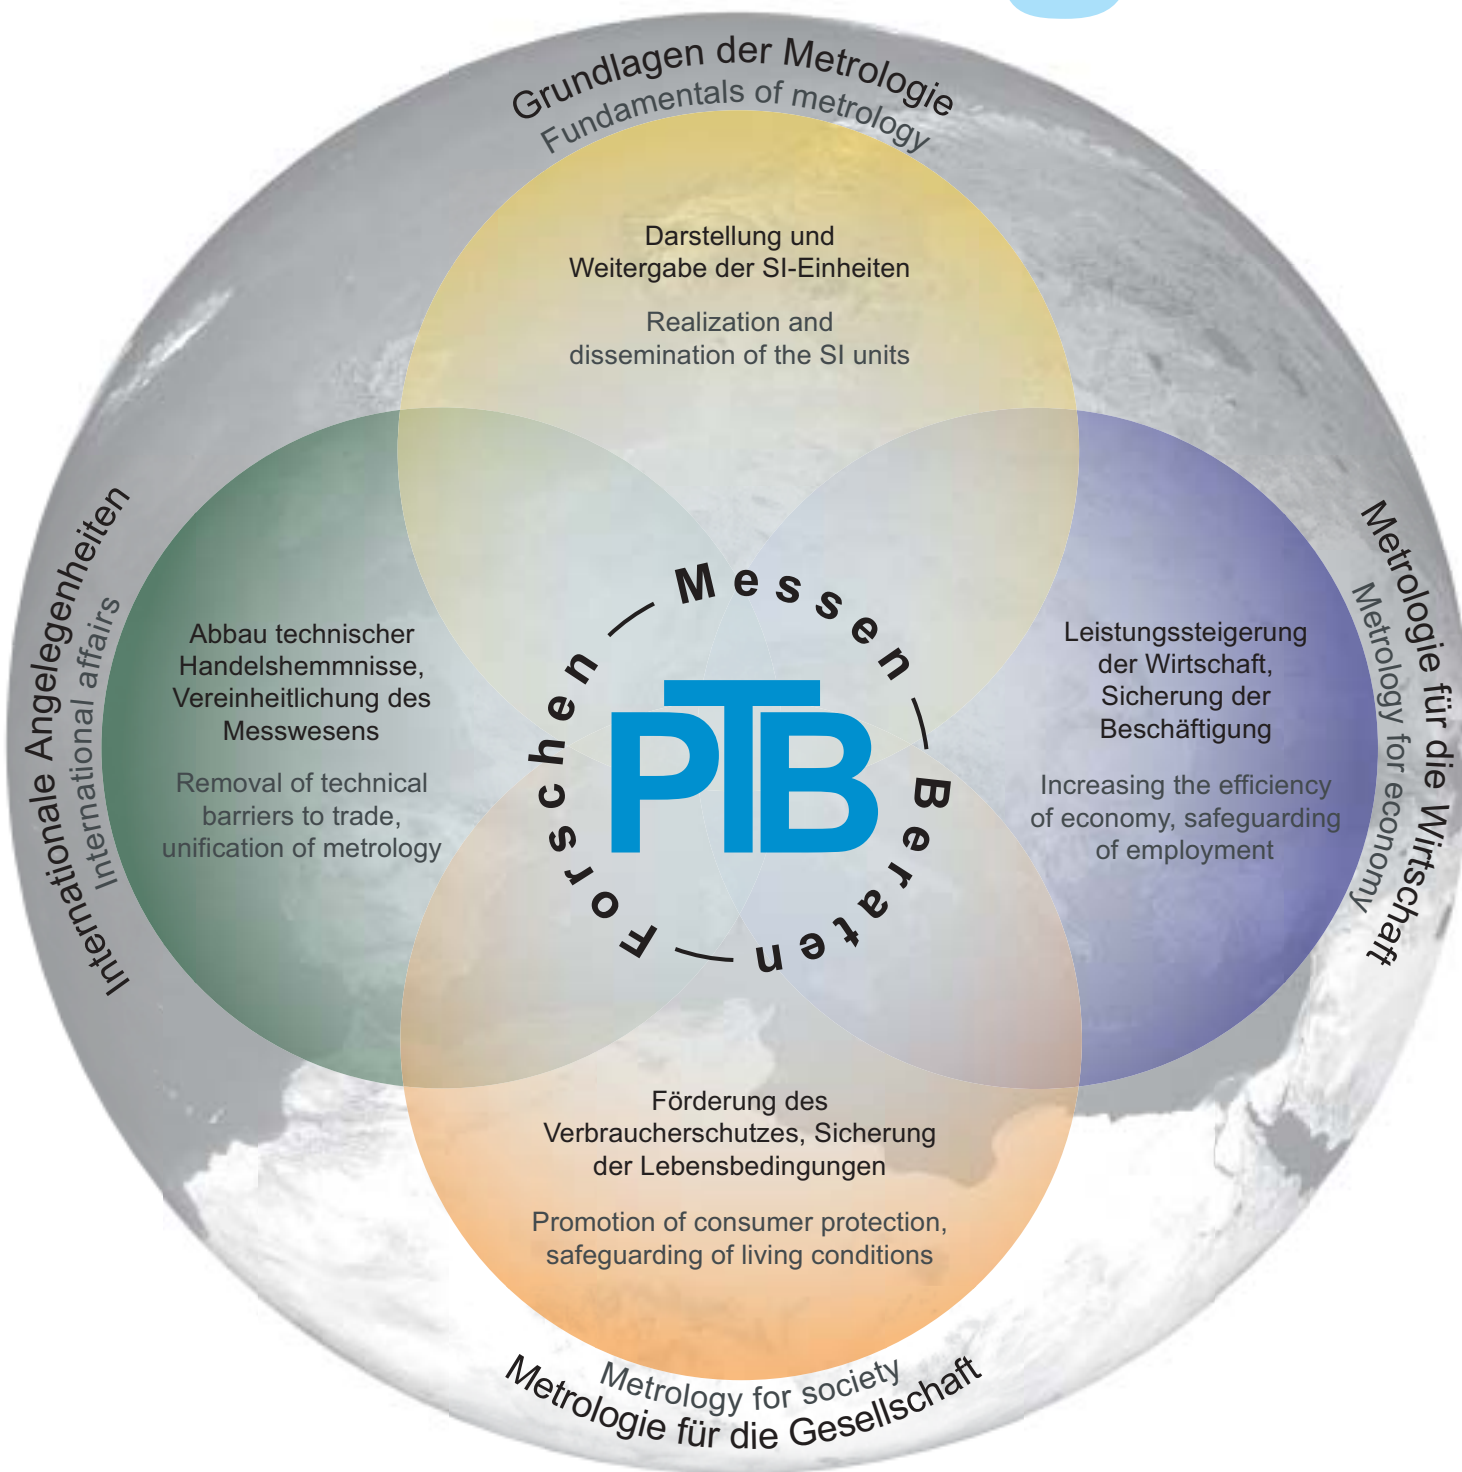 Grundlagen der Metrologie
Fundamentals of metrology
Darstellung und
Weitergabe der SI-Einheiten
Realization and
dissemination of the SI units
Internationale Angelegenheiten
International affairs
Abbau technischer
Handelshemmnisse,
Vereinheitlichung des
Messwesens
Removal of technical
barriers to trade,
unification of metrology
Forschen — Messen — Beraten —
PTB
Leistungssteigerung
der Wirtschaft,
Sicherung der
Beschäftigung
Increasing the efficiency
of economy, safeguarding
of employment
Metrologie für die Wirtschaft
Metrology for economy
Förderung des
Verbraucherschutzes, Sicherung
der Lebensbedingungen
Promotion of consumer protection,
safeguarding of living conditions
Metrology for society
Metrologie für die Gesellschaft